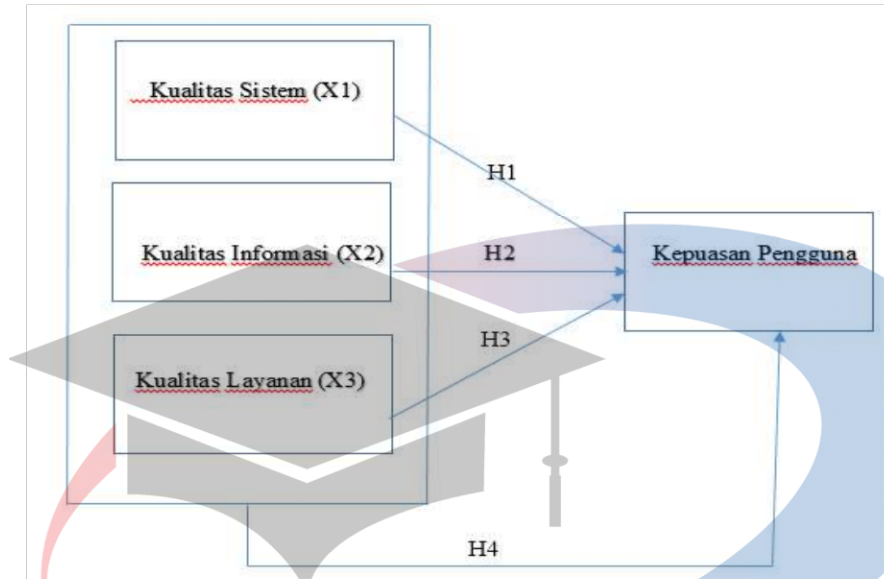 Kualitas Sistem (X1)
H1
Kualitas Informasi (X2)
H2
Kepuasan Pengguna
H3
Kualitas Layanan (X3)
H4